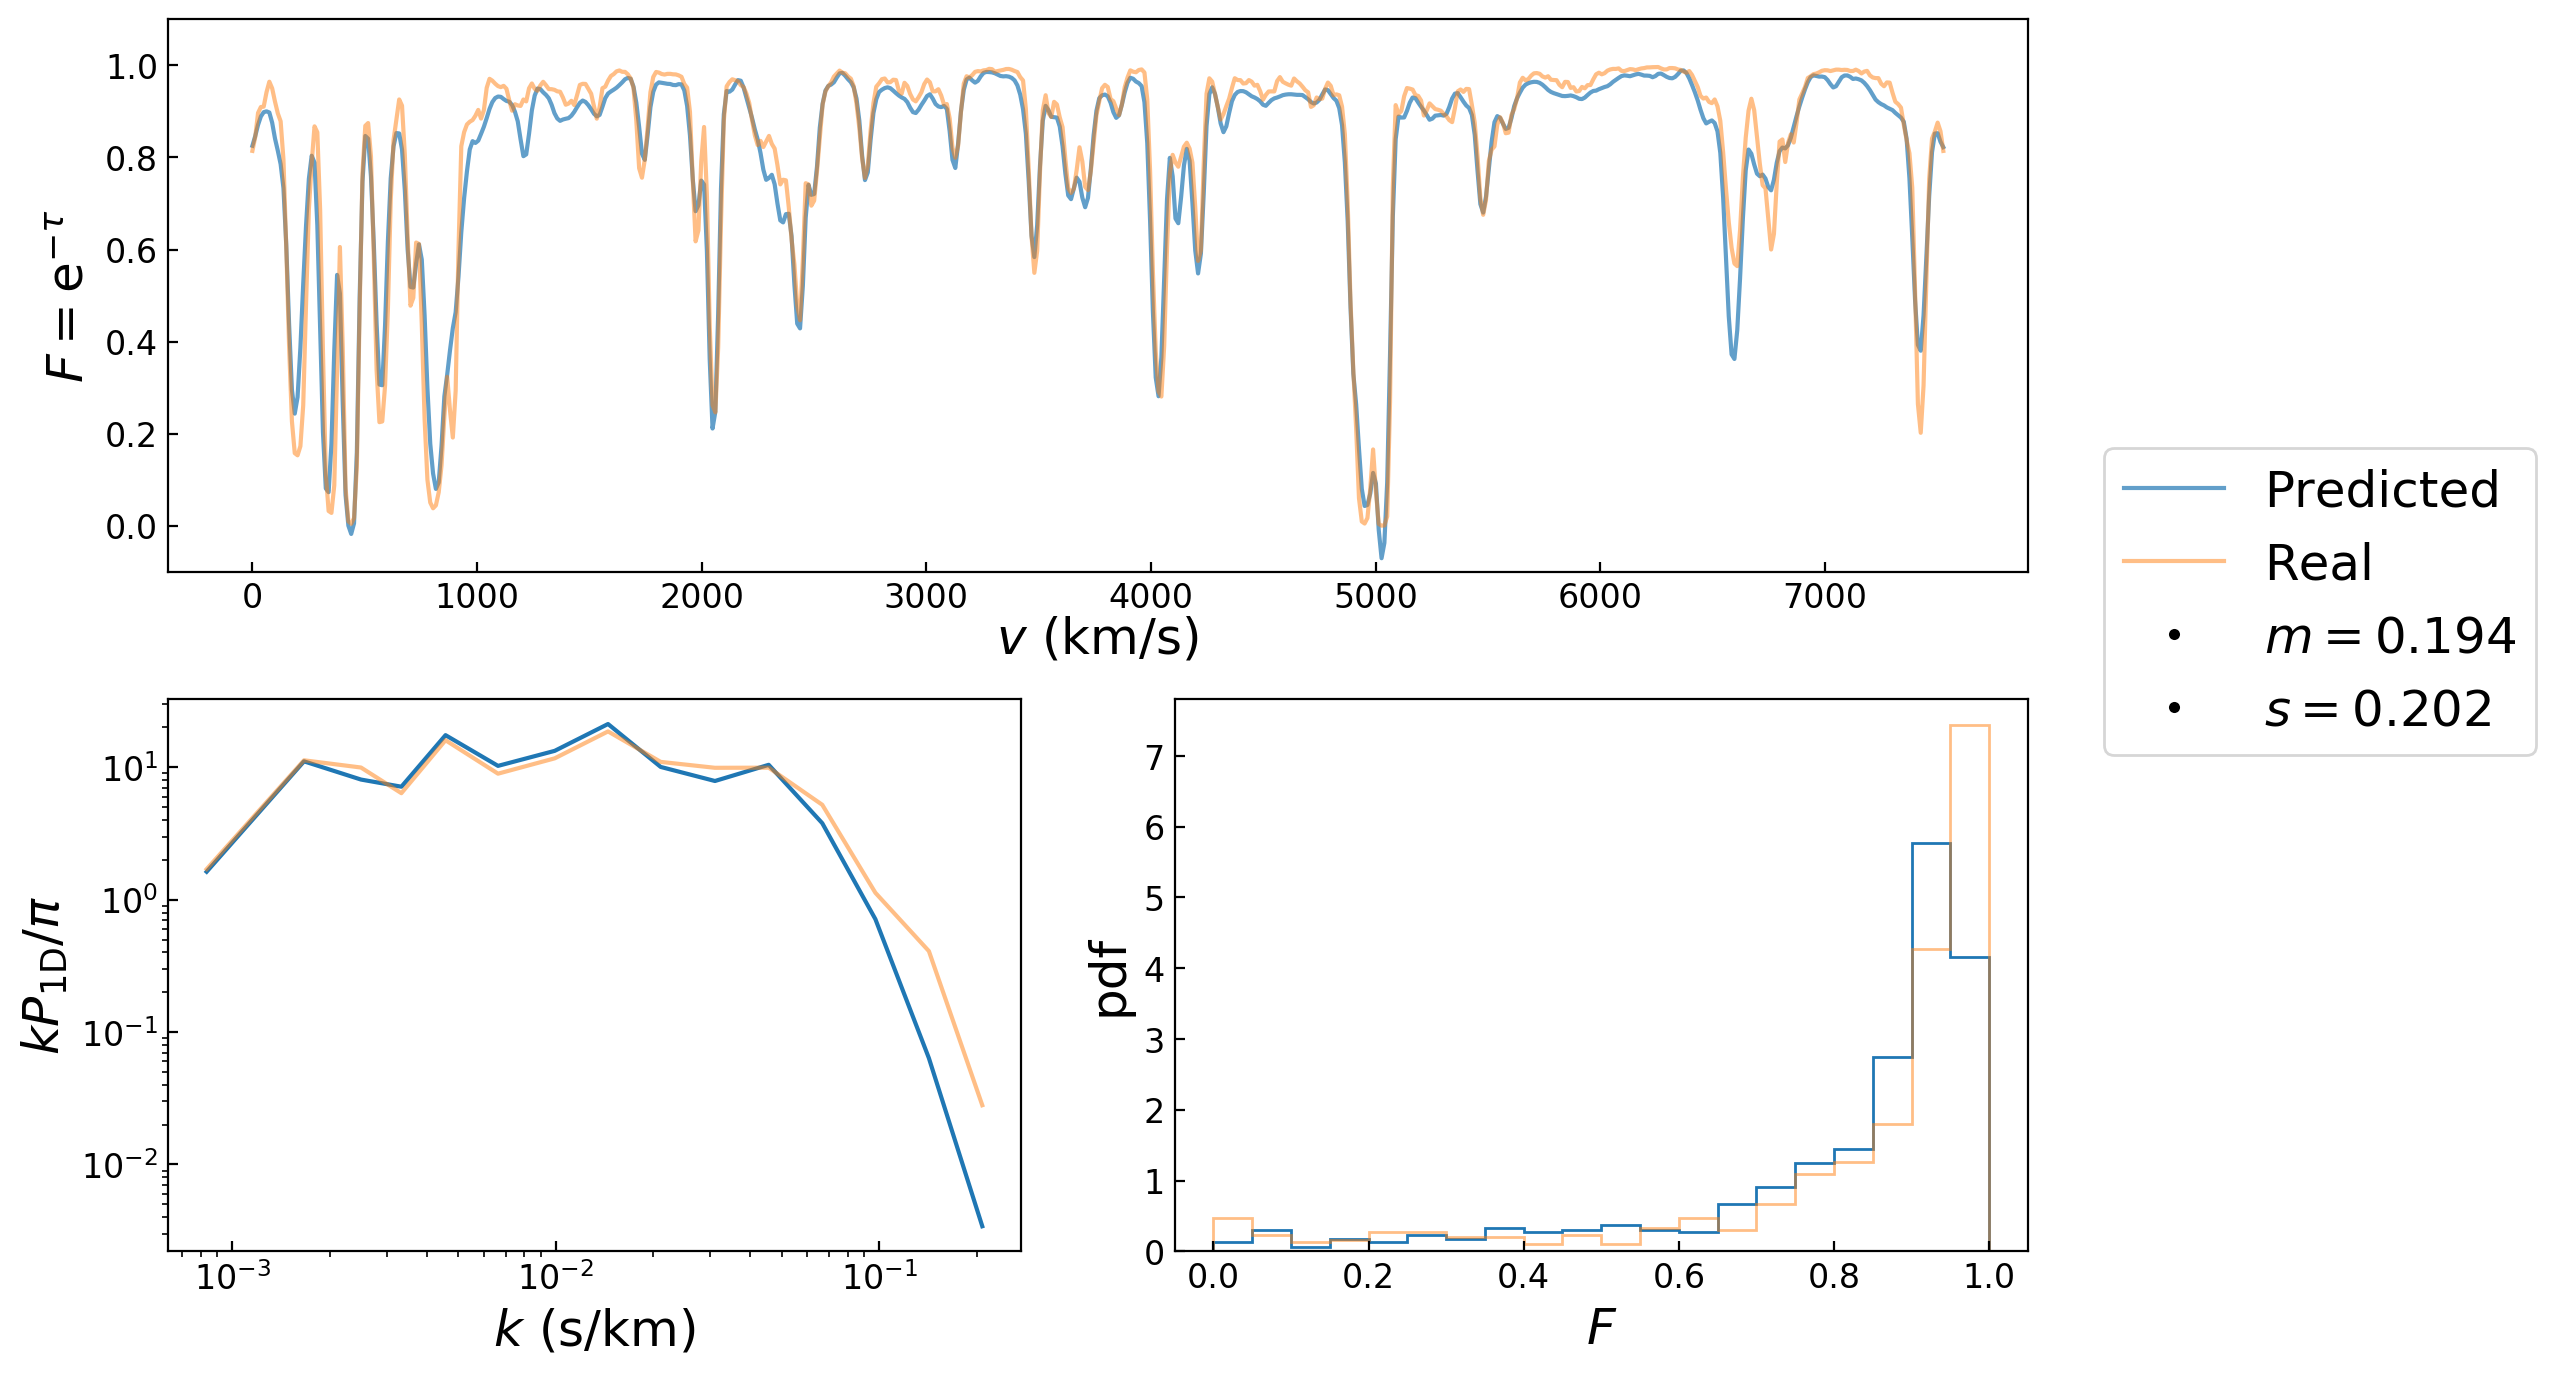 F = e^{-τ}
1.0
0.8
0.6
0.4
0.2
0.0
0 1000 2000 3000 4000 5000 6000 7000
v (km/s)
Predicted
Real
m = 0.194
s = 0.202
kP_{1D}/π
10^1
10^0
10^{-1}
10^{-2}
10^{-3} 10^{-2} 10^{-1}
k (s/km)
pdf
7
6
5
4
3
2
1
0
0.0 0.2 0.4 0.6 0.8 1.0
F